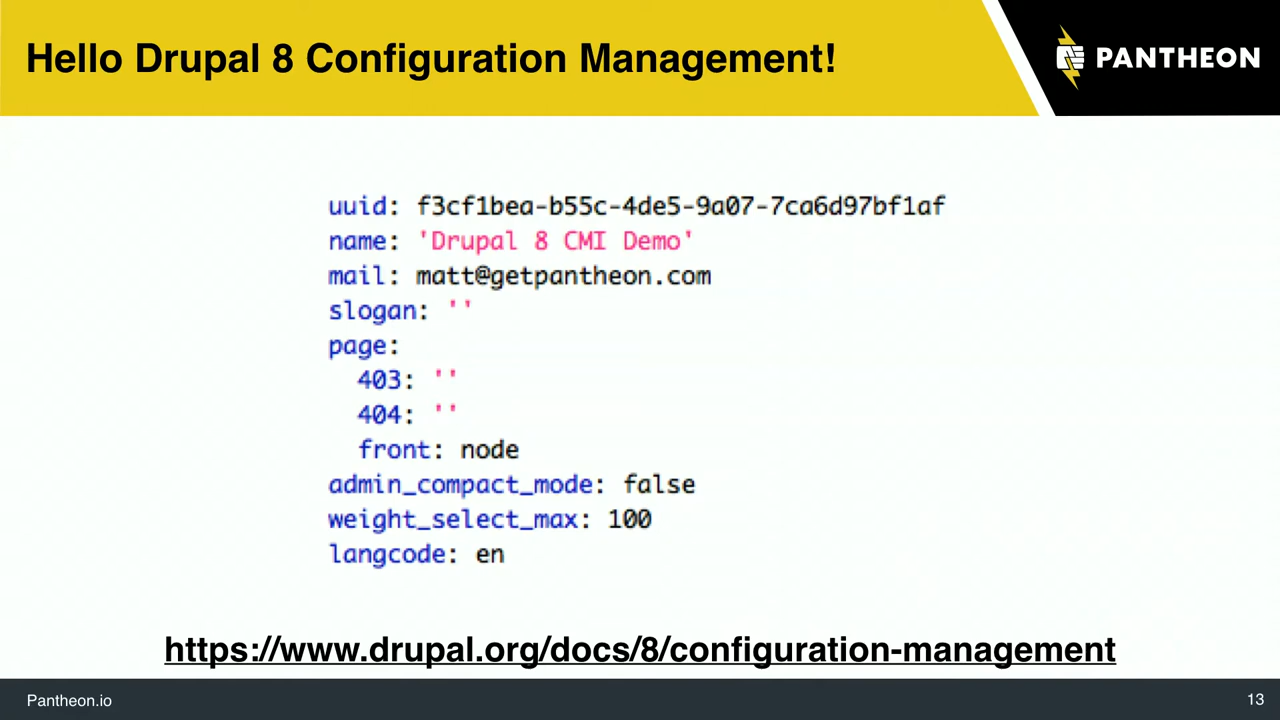 Hello Drupal 8 Configuration Management!
PANTHEON
uuid: f3cf1bea-b55c-4de5-9a07-7ca6d97bf1af
name: 'Drupal 8 CMI Demo'
mail: matt@getpantheon.com
slogan: ''
page:
  403: ''
  404: ''
  front: node
admin_compact_mode: false
weight_select_max: 100
langcode: en
https://www.drupal.org/docs/8/configuration-management
Pantheon.io
13